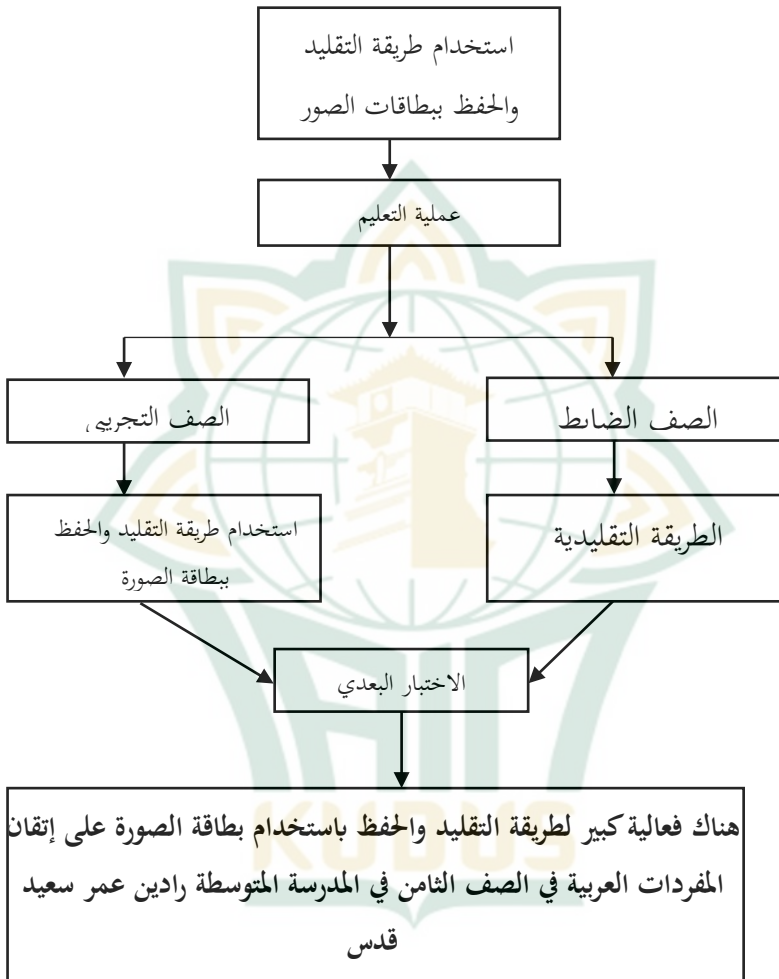 استخدام طريقة التقليد
والحفظ ببطاقات الصور
عملية التعليم
الصف الضابط
الصف التجريبي
الطريقة التقليدية
استخدام طريقة التقليد والحفظ
ببطاقة الصورة
الاختبار البعدي
هناك فعالية كبير لطريقة التقليد والحفظ باستخدام بطاقة الصورة على إتقان
المفردات العربية في الصف الثامن في المدرسة المتوسطة رادين عمر سعيد
قدس
KUDUS